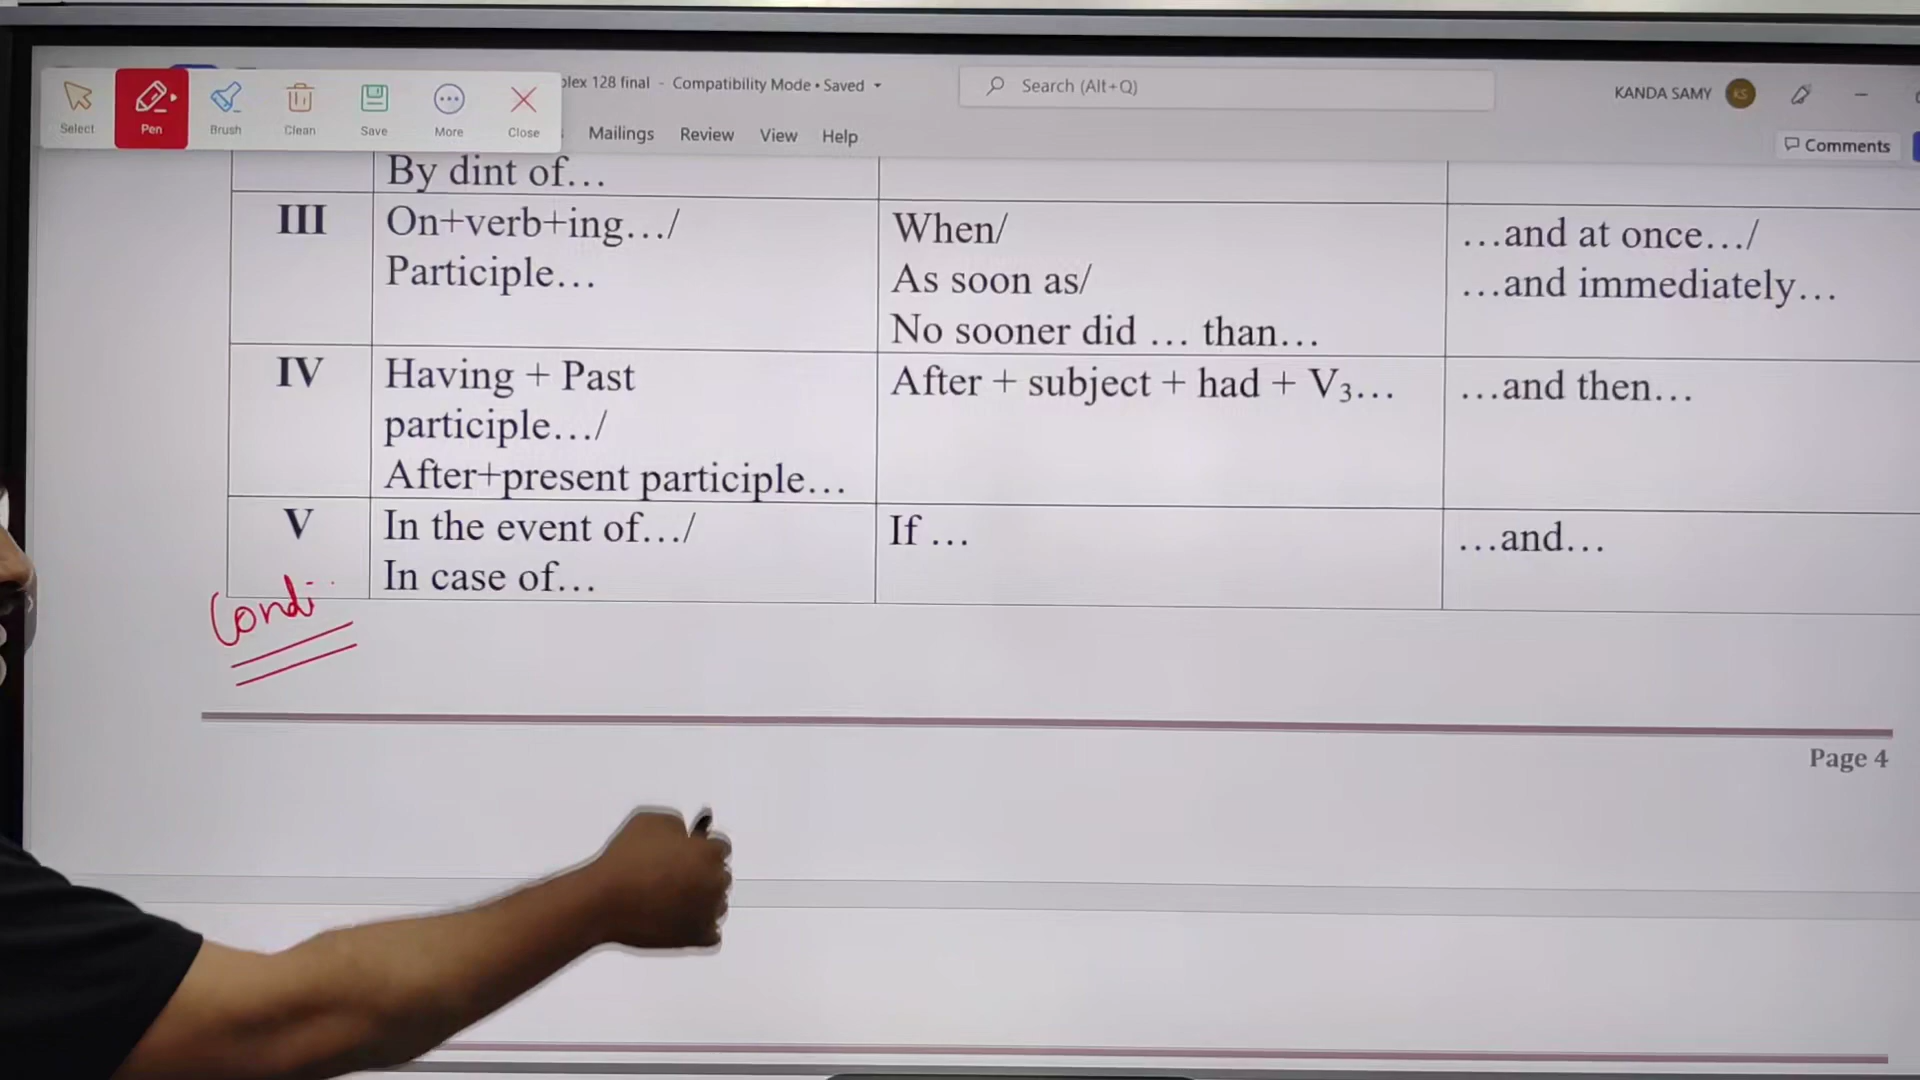 plex 128 final - Compatibility Mode • Saved
Search (Alt+Q)
KANDA SAMY
KS
Select
Pen
Brush
Clean
Save
More
Close
Mailings
Review
View
Help
Comments
By dint of…
III
On+verb+ing…/
Participle…
When/
As soon as/
No sooner did … than…
…and at once…/
…and immediately…
IV
Having + Past
participle…/
After+present participle…
After + subject + had + V₃…
…and then…
V
In the event of…/
In case of…
If …
…and…
Condi
Page 4